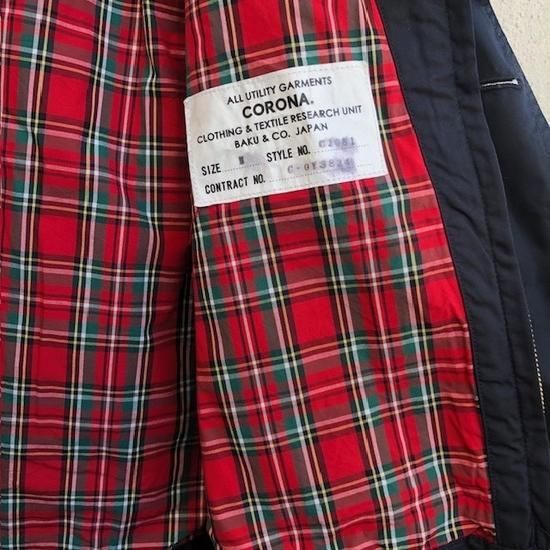 ALL UTILITY GARMENTS
CORONA.
CLOTHING & TEXTILE RESEARCH UNIT
BAKU & CO. JAPAN
SIZE M STYLE NO.
CONTRACT NO.